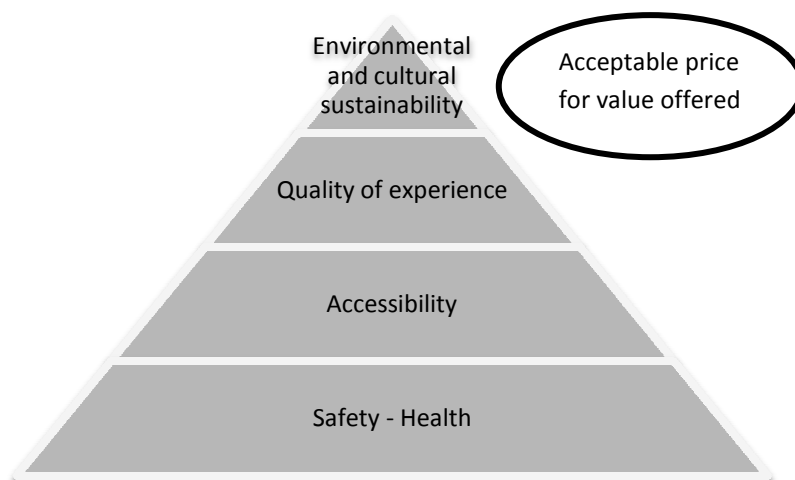 Environmental
and cultural
sustainability
Acceptable price
for value offered
Quality of experience
Accessibility
Safety - Health